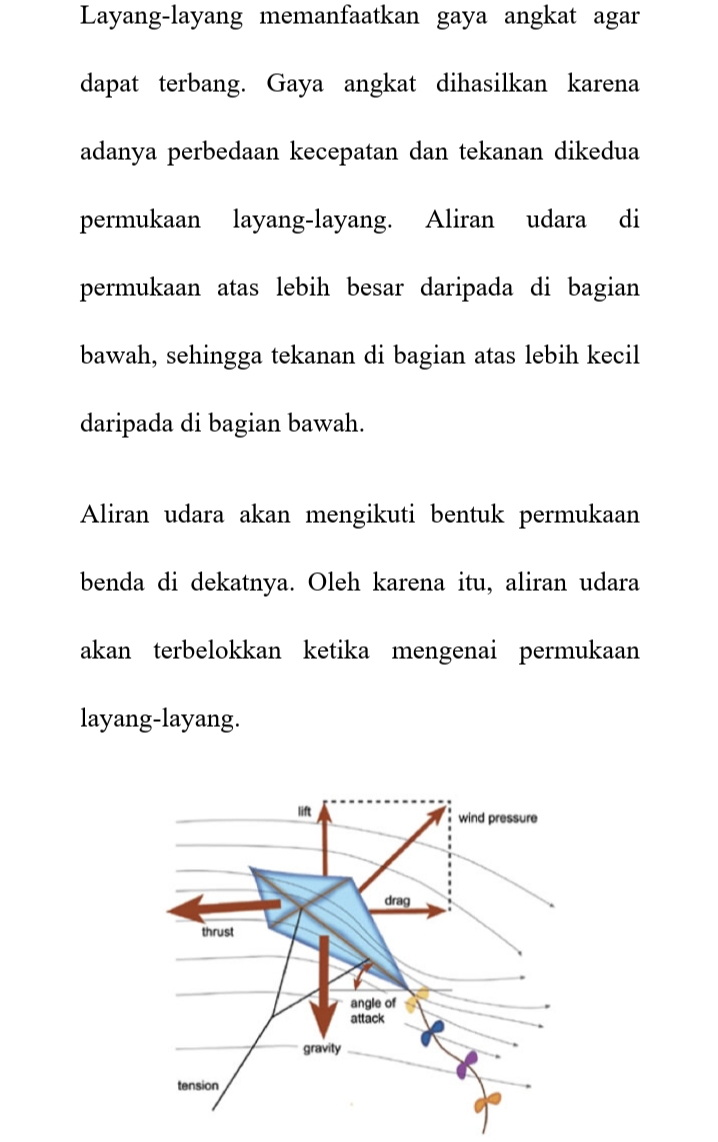 Layang-layang memanfaatkan gaya angkat agar
dapat terbang. Gaya angkat dihasilkan karena
adanya perbedaan kecepatan dan tekanan dikedua
permukaan layang-layang. Aliran udara di
permukaan atas lebih besar daripada di bagian
bawah, sehingga tekanan di bagian atas lebih kecil
daripada di bagian bawah.
Aliran udara akan mengikuti bentuk permukaan
benda di dekatnya. Oleh karena itu, aliran udara
akan terbelokkan ketika mengenai permukaan
layang-layang.
lift
wind pressure
drag
thrust
angle of
attack
gravity
tension